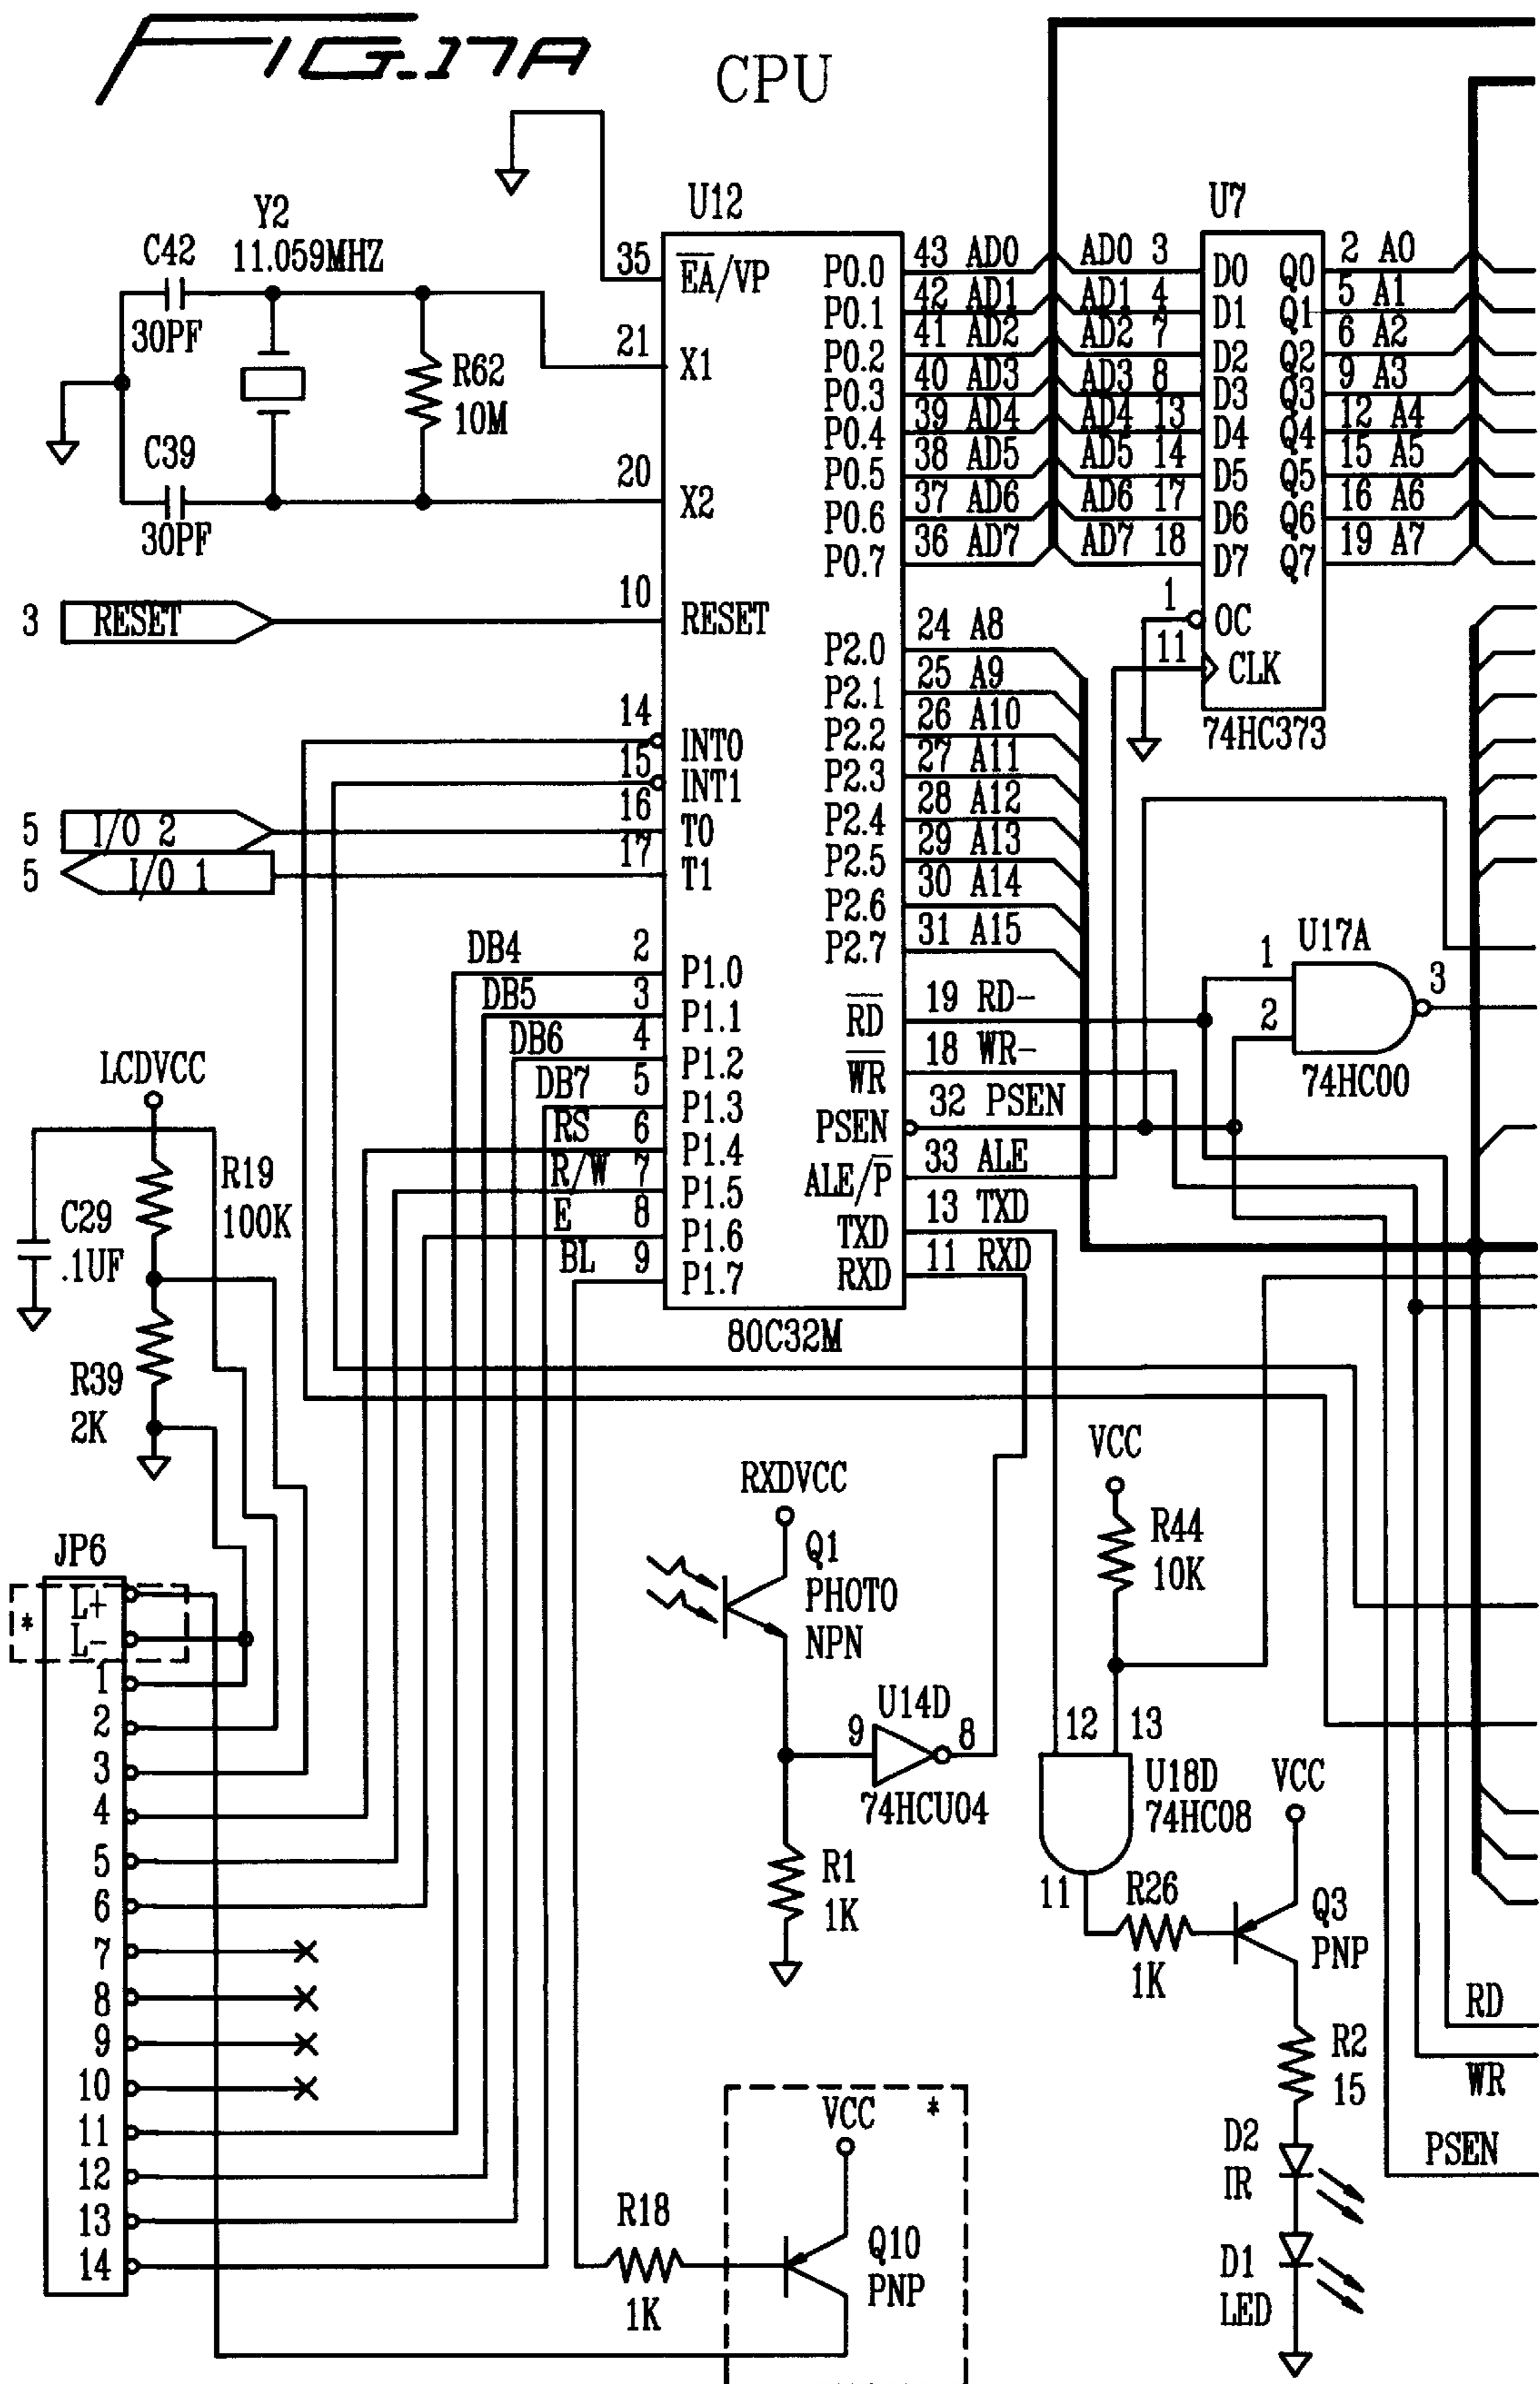 FIG.17A
CPU
U12
80C32M
35 EA/VP
21 X1
20 X2
10 RESET
14 INT0
15 INT1
16 T0
17 T1
DB4 2 P1.0
DB5 3 P1.1
DB6 4 P1.2
DB7 5 P1.3
RS 6 P1.4
R/W 7 P1.5
E 8 P1.6
BL 9 P1.7
P0.0 43 AD0
P0.1 42 AD1
P0.2 41 AD2
P0.3 40 AD3
P0.4 39 AD4
P0.5 38 AD5
P0.6 37 AD6
P0.7 36 AD7
P2.0 24 A8
P2.1 25 A9
P2.2 26 A10
P2.3 27 A11
P2.4 28 A12
P2.5 29 A13
P2.6 30 A14
P2.7 31 A15
RD 19 RD-
WR 18 WR-
PSEN 32 PSEN
ALE/P 33 ALE
TXD 13 TXD
RXD 11 RXD
U7
AD0 3 D0 Q0 2 A0
AD1 4 D1 Q1 5 A1
AD2 7 D2 Q2 6 A2
AD3 8 D3 Q3 9 A3
AD4 13 D4 Q4 12 A4
AD5 14 D5 Q5 15 A5
AD6 17 D6 Q6 16 A6
AD7 18 D7 Q7 19 A7
1 OC
11 CLK
74HC373
Y2
11.059MHZ
C42
30PF
R62
10M
C39
30PF
3 RESET
5 I/O 2
5 I/O 1
U17A
1
2
3
74HC00
LCDVCC
R19
100K
C29
.1UF
R39
2K
JP6
*
L+
L-
1
2
3
4
5
6
7
8
9
10
11
12
13
14
RXDVCC
Q1
PHOTO
NPN
U14D
9
8
74HCU04
R1
1K
VCC
R44
10K
12
13
U18D
74HC08
11
R26
1K
VCC
Q3
PNP
R2
15
D2
IR
D1
LED
RD
WR
PSEN
VCC
*
R18
1K
Q10
PNP